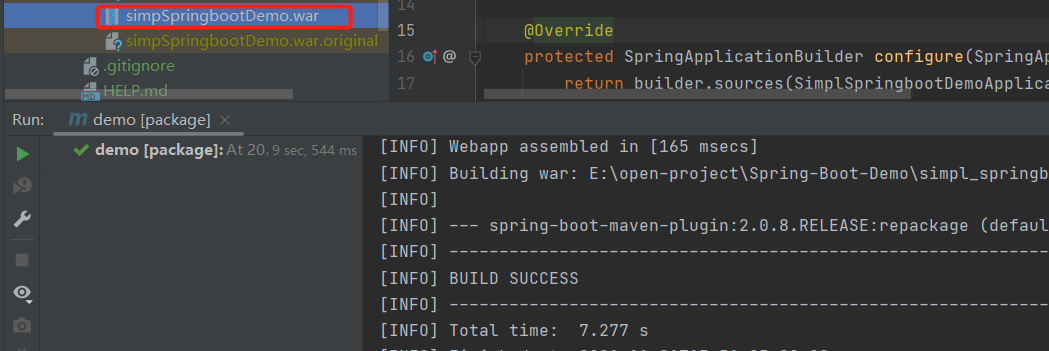 simpSpringbootDemo.war
simpSpringbootDemo.war.original
.gitignore
HELP.md
14
15 @Override
16 @ protected SpringApplicationBuilder configure(SpringA
17 return builder.sources(SimplSpringbootDemoApplica
Run: demo [package] ×
demo [package]: At 20, 9 sec, 544 ms
[INFO] Webapp assembled in [165 msecs]
[INFO] Building war: E:\open-project\Spring-Boot-Demo\simpl_springb
[INFO]
[INFO] --- spring-boot-maven-plugin:2.0.8.RELEASE:repackage (defaul
[INFO] ------------------------------------------------------------
[INFO] BUILD SUCCESS
[INFO] ------------------------------------------------------------
[INFO] Total time: 7.277 s